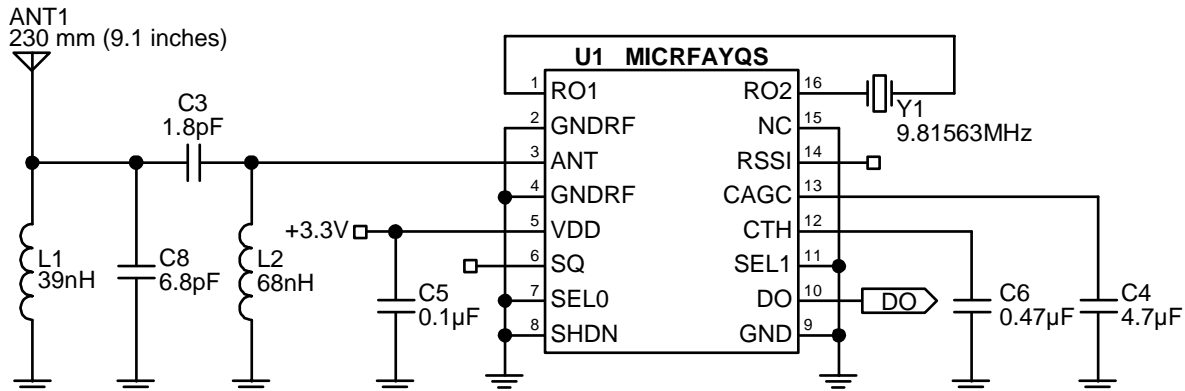 ANT1
230 mm (9.1 inches)
C3
1.8pF
L1
39nH
C8
6.8pF
L2
68nH
+3.3V
C5
0.1µF
U1 MICRFAYQS
1 RO1
2 GNDRF
3 ANT
4 GNDRF
5 VDD
6 SQ
7 SEL0
8 SHDN
RO2 16
NC 15
RSSI 14
CAGC 13
CTH 12
SEL1 11
DO 10
GND 9
Y1
9.81563MHz
DO
C6
0.47µF
C4
4.7µF